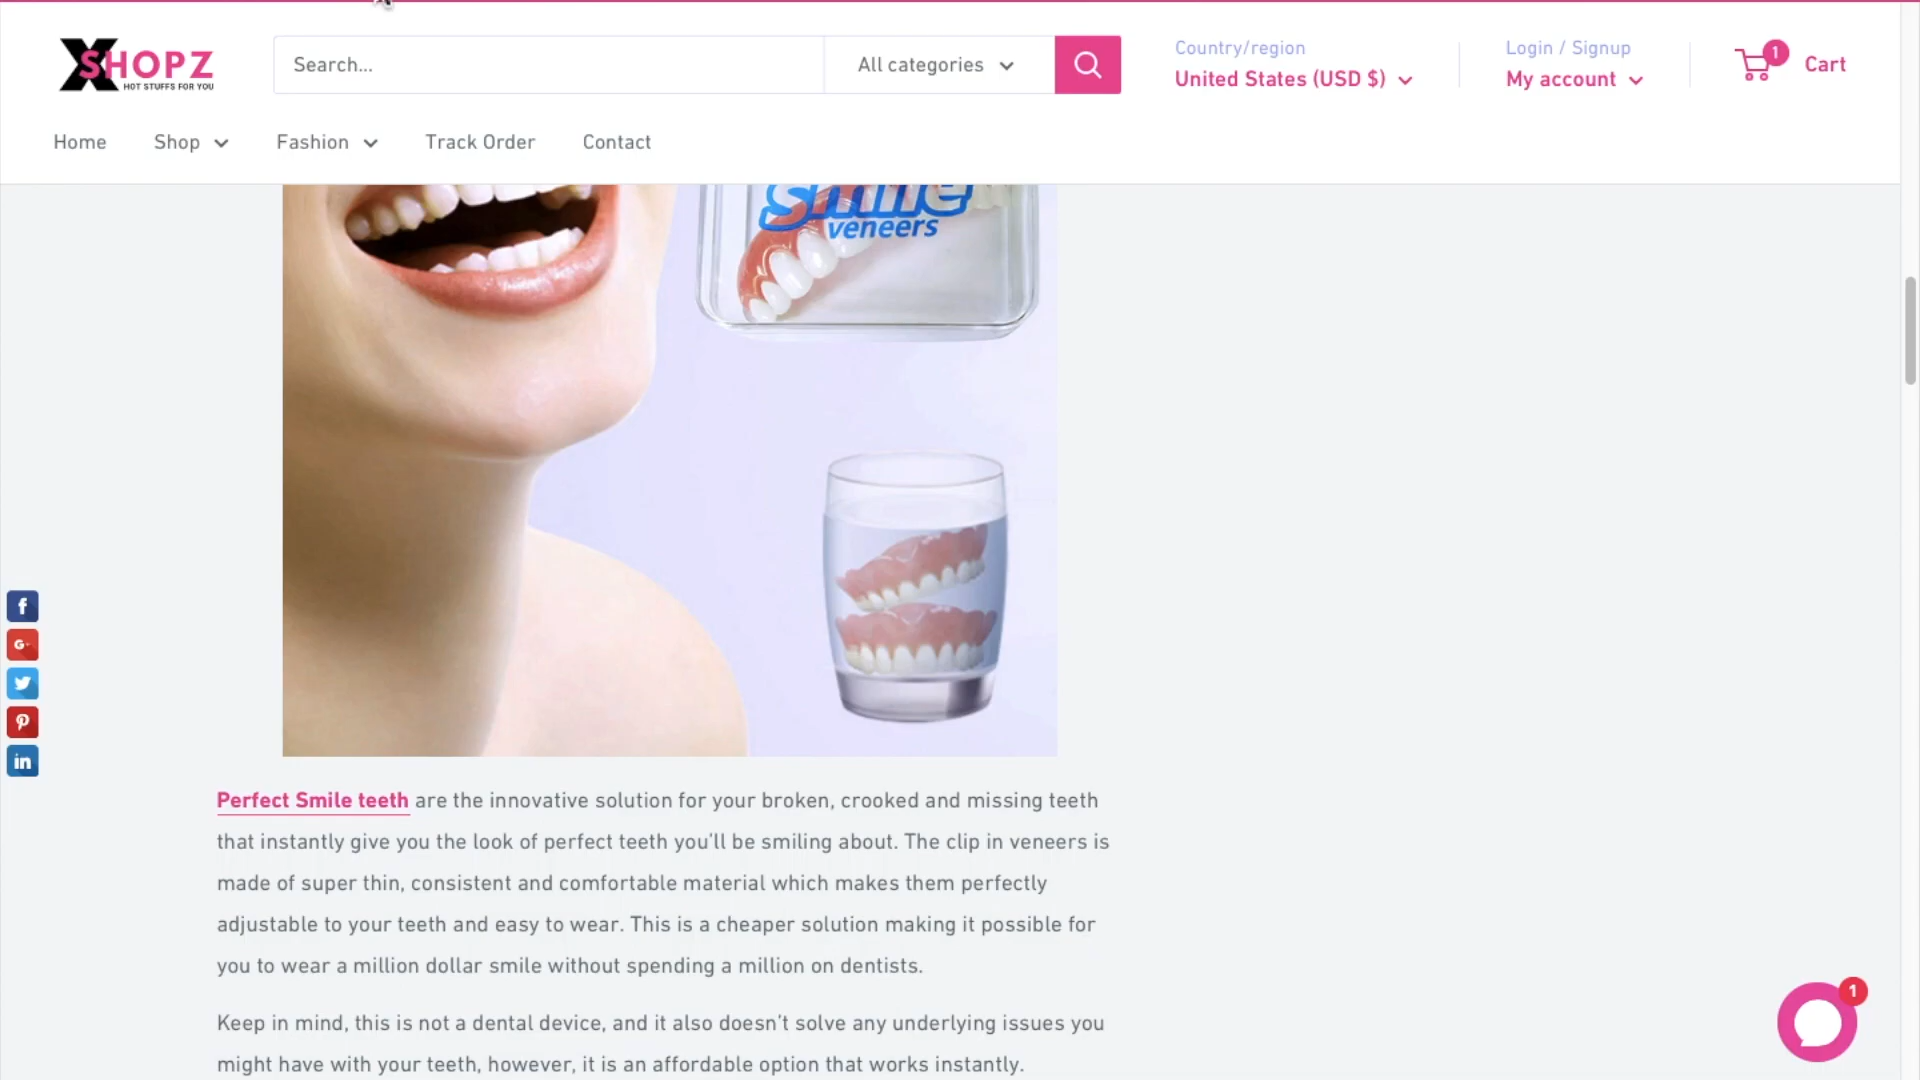 XSHOPZ
HOT STUFFS FOR YOU
Search...
All categories
Country/region
United States (USD $)
Login / Signup
My account
1
Cart
Home
Shop
Fashion
Track Order
Contact
Smile
veneers
Perfect Smile teeth are the innovative solution for your broken, crooked and missing teeth
that instantly give you the look of perfect teeth you'll be smiling about. The clip in veneers is
made of super thin, consistent and comfortable material which makes them perfectly
adjustable to your teeth and easy to wear. This is a cheaper solution making it possible for
you to wear a million dollar smile without spending a million on dentists.
Keep in mind, this is not a dental device, and it also doesn't solve any underlying issues you
might have with your teeth, however, it is an affordable option that works instantly.
1